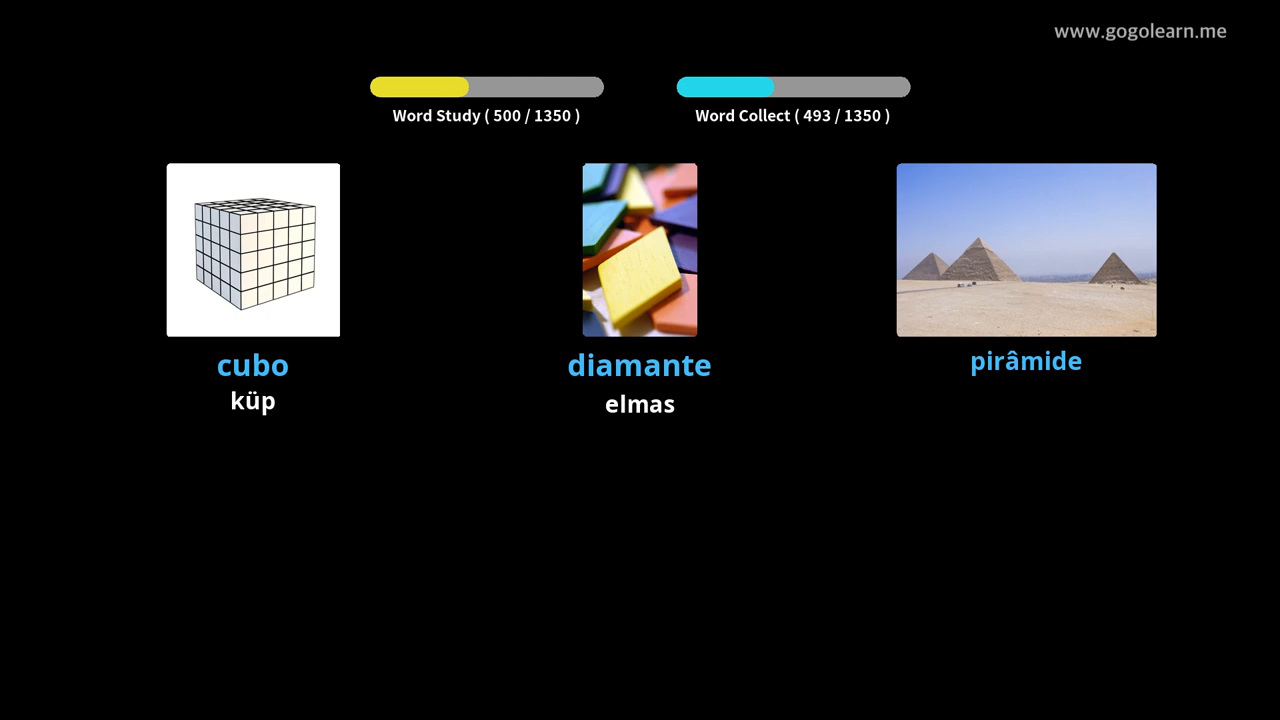 www.gogolearn.me
Word Study ( 500 / 1350 )
Word Collect ( 493 / 1350 )
cubo
küp
diamante
elmas
pirâmide